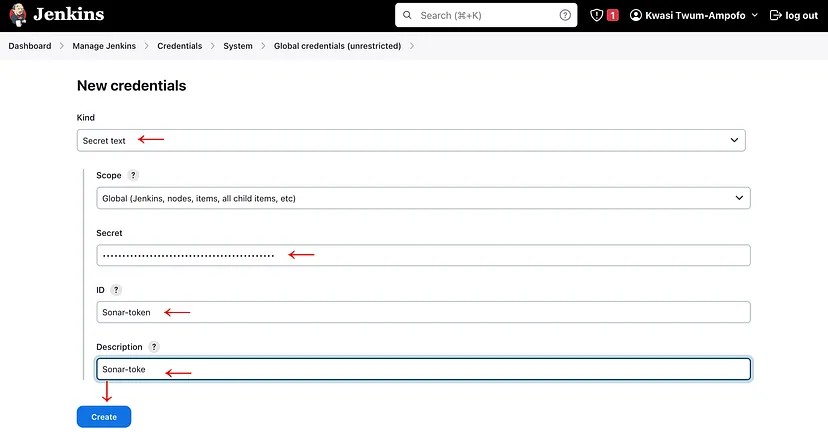 Jenkins
Search (⌘+K) ?
1
Kwasi Twum-Ampofo
log out
Dashboard
Manage Jenkins
Credentials
System
Global credentials (unrestricted)
New credentials
Kind
Secret text
Scope ?
Global (Jenkins, nodes, items, all child items, etc)
Secret
ID ?
Sonar-token
Description ?
Sonar-toke
Create